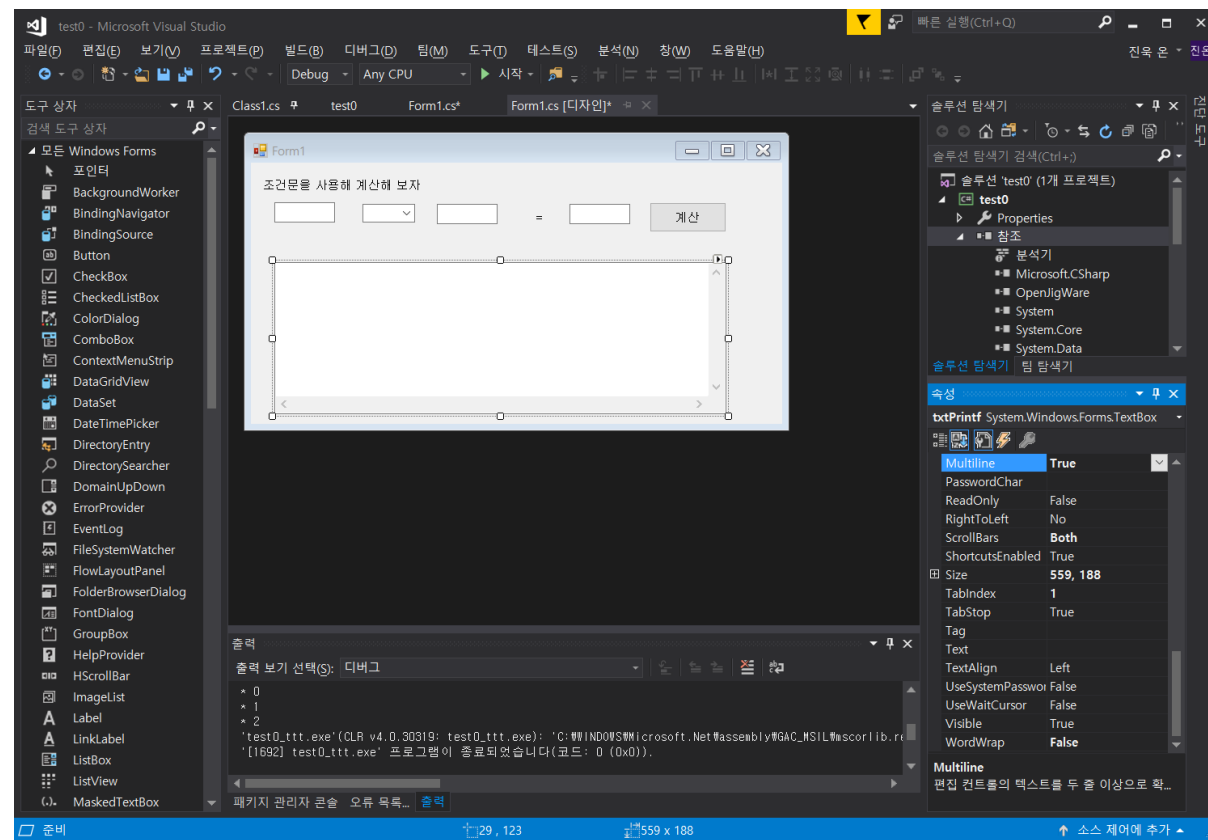 test0 - Microsoft Visual Studio
빠른 실행(Ctrl+Q)
파일(F) 편집(E) 보기(V) 프로젝트(P) 빌드(B) 디버그(D) 팀(M) 도구(T) 테스트(S) 분석(N) 창(W) 도움말(H)
진욱 온
Debug Any CPU 시작
도구 상자
검색 도구 상자
모든 Windows Forms
포인터
BackgroundWorker
BindingNavigator
BindingSource
Button
CheckBox
CheckedListBox
ColorDialog
ComboBox
ContextMenuStrip
DataGridView
DataSet
DateTimePicker
DirectoryEntry
DirectorySearcher
DomainUpDown
ErrorProvider
EventLog
FileSystemWatcher
FlowLayoutPanel
FolderBrowserDialog
FontDialog
GroupBox
HelpProvider
HScrollBar
ImageList
Label
LinkLabel
ListBox
ListView
MaskedTextBox
Class1.cs test0 Form1.cs* Form1.cs [디자인]*
Form1
조건문을 사용해 계산해 보자
= 계산
출력
출력 보기 선택(S): 디버그
* 0
* 1
* 2
'test0_ttt.exe'(CLR v4.0.30319: test0_ttt.exe): 'C:₩WINDOWS₩Microsoft.Net₩assembly₩GAC_MSIL₩mscorlib.re
'[1692] test0_ttt.exe' 프로그램이 종료되었습니다(코드: 0 (0x0)).
패키지 관리자 콘솔 오류 목록... 출력
솔루션 탐색기
솔루션 탐색기 검색(Ctrl+;)
솔루션 'test0' (1개 프로젝트)
test0
Properties
참조
분석기
Microsoft.CSharp
OpenJigWare
System
System.Core
System.Data
솔루션 탐색기 팀 탐색기
속성
txtPrintf System.Windows.Forms.TextBox
Multiline True
PasswordChar
ReadOnly False
RightToLeft No
ScrollBars Both
ShortcutsEnabled True
Size 559, 188
TabIndex 1
TabStop True
Tag
Text
TextAlign Left
UseSystemPasswor False
UseWaitCursor False
Visible True
WordWrap False
Multiline
편집 컨트롤의 텍스트를 두 줄 이상으로 확...
진단 도구
준비 29 , 123 559 x 188 소스 제어에 추가